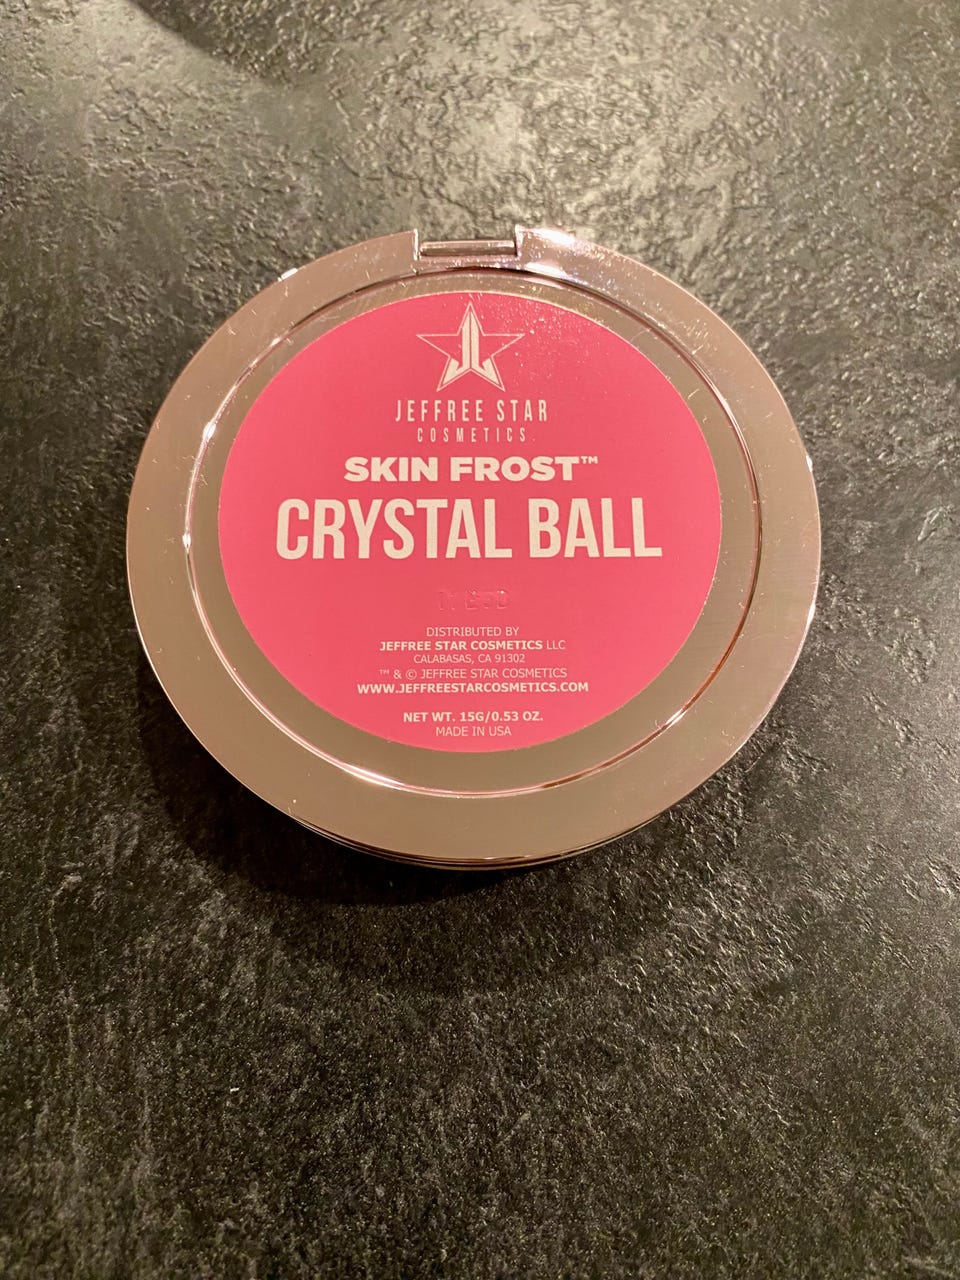 JEFFREE STAR
COSMETICS
SKIN FROST™
CRYSTAL BALL
DISTRIBUTED BY
JEFFREE STAR COSMETICS LLC
CALABASAS, CA 91302
™ & © JEFFREE STAR COSMETICS
WWW.JEFFREESTARCOSMETICS.COM
NET WT. 15G/0.53 OZ.
MADE IN USA